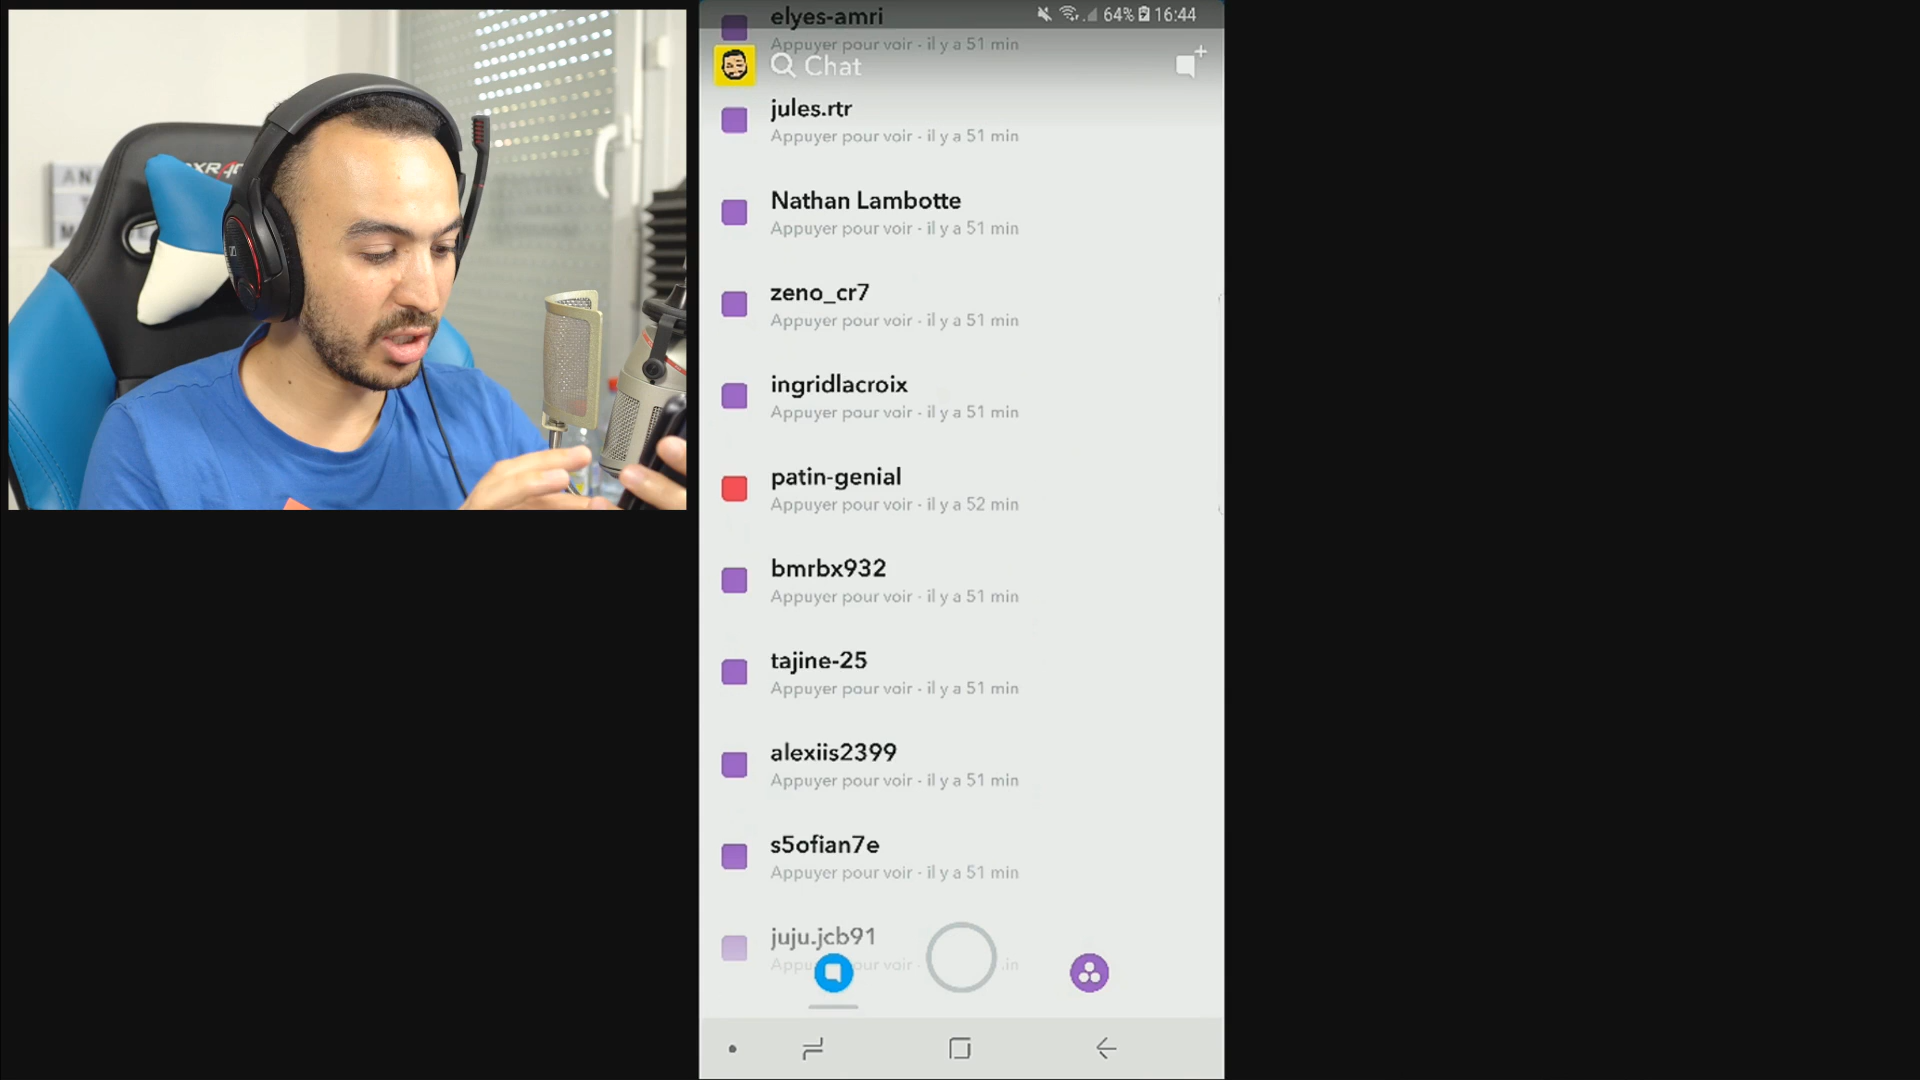 AN
elyes-amri
Appuyer pour voir - il y a 51 min
64% 16:44
Chat
jules.rtr
Appuyer pour voir - il y a 51 min
Nathan Lambotte
Appuyer pour voir - il y a 51 min
zeno_cr7
Appuyer pour voir - il y a 51 min
ingridlacroix
Appuyer pour voir - il y a 51 min
patin-genial
Appuyer pour voir - il y a 52 min
bmrbx932
Appuyer pour voir - il y a 51 min
tajine-25
Appuyer pour voir - il y a 51 min
alexiis2399
Appuyer pour voir - il y a 51 min
s5ofian7e
Appuyer pour voir - il y a 51 min
juju.jcb91